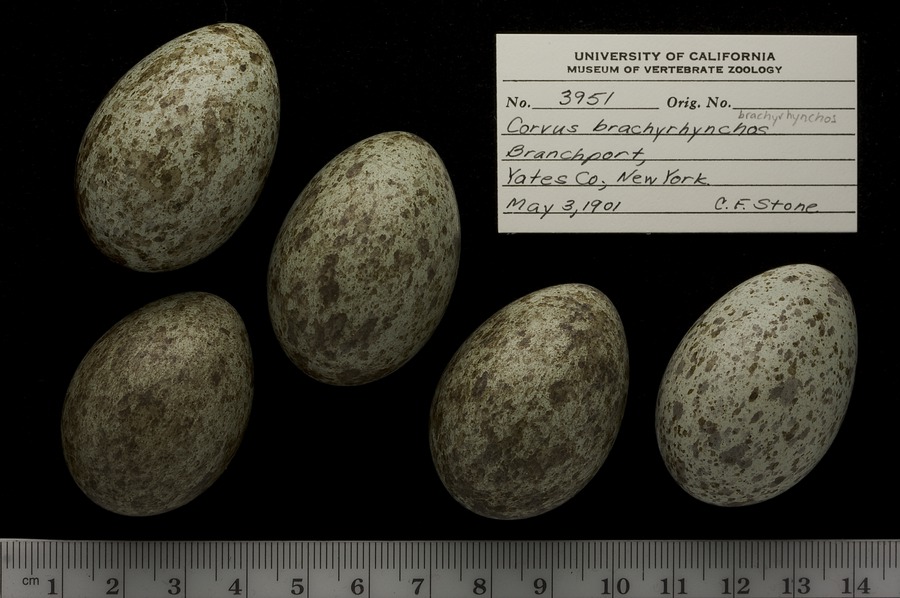 UNIVERSITY OF CALIFORNIA
MUSEUM OF VERTEBRATE ZOOLOGY
No. 3951 Orig. No.
brachyrhynchos
Corvus brachyrhynchos
Branchport,
Yates Co., New York.
May 3, 1901 C. F. Stone.
cm 1 2 3 4 5 6 7 8 9 10 11 12 13 14